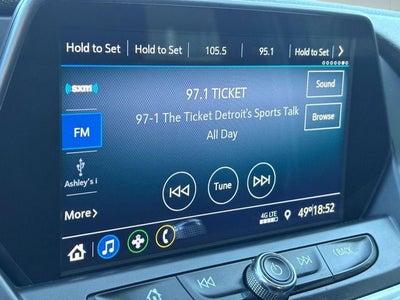 Hold to Set Hold to Set 105.5 95.1 Hold to Set
sxm
97.1 TICKET
Sound
97-1 The Ticket Detroit's Sports Talk
Browse
FM
All Day
Ashley's i
Tune
More
4G LTE
49° 18:52
BACK